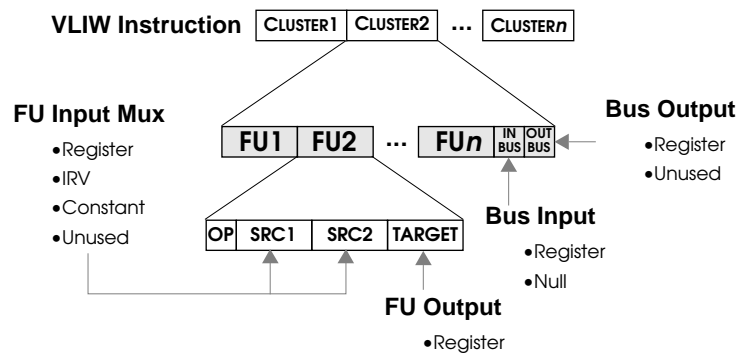 VLIW Instruction CLUSTER1 CLUSTER2 ... CLUSTERn
FU Input Mux
•Register
•IRV
•Constant
•Unused
FU1 FU2 ... FUn IN BUS OUT BUS
Bus Output
•Register
•Unused
Bus Input
•Register
•Null
OP SRC1 SRC2 TARGET
FU Output
•Register